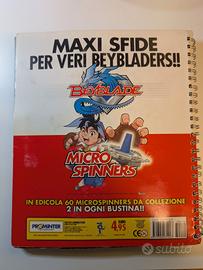 MAXI SFIDE
PER VERI BEYBLADERS!!
BEYBLADE
MICRO
SPINNERS
IN EDICOLA 60 MICROSPINNERS DA COLLEZIONE
2 IN OGNI BUSTINA!!
PROMINTER
4,95
subito